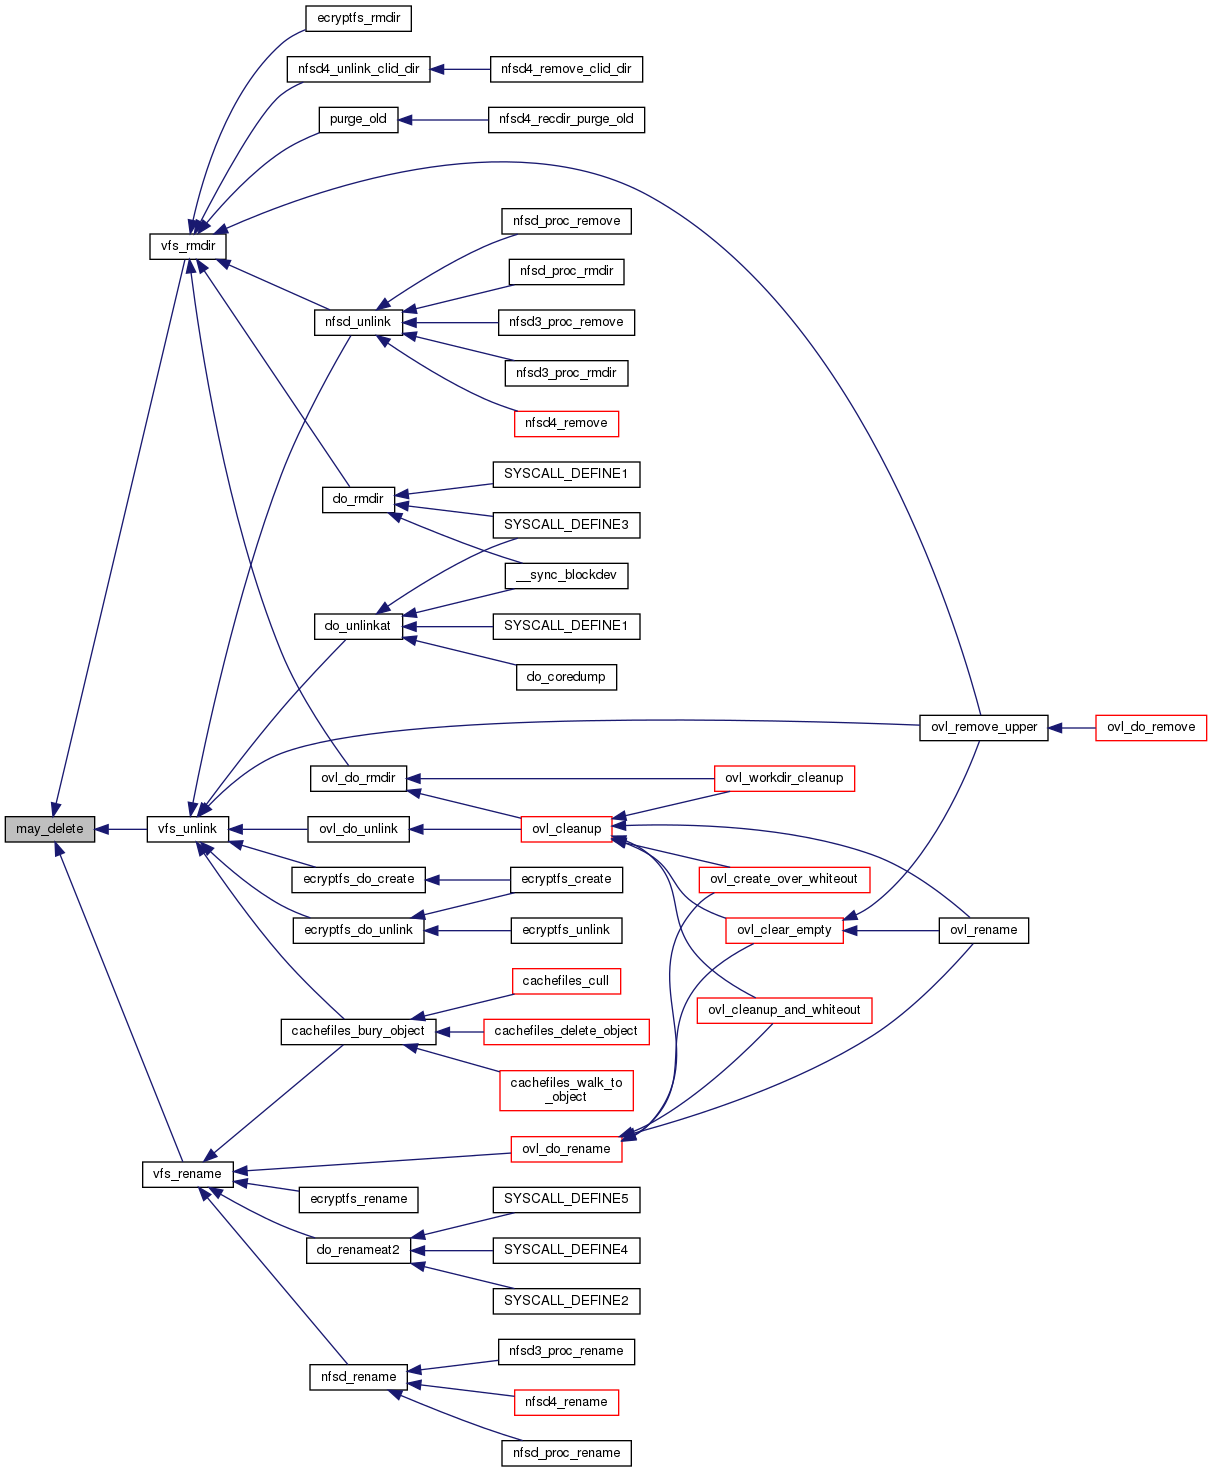 ecryptfs_rmdir
nfsd4_unlink_clid_dir
nfsd4_remove_clid_dir
purge_old
nfsd4_recdir_purge_old
nfsd_proc_remove
vfs_rmdir
nfsd_proc_rmdir
nfsd_unlink
nfsd3_proc_remove
nfsd3_proc_rmdir
nfsd4_remove
SYSCALL_DEFINE1
do_rmdir
SYSCALL_DEFINE3
__sync_blockdev
do_unlinkat
SYSCALL_DEFINE1
do_coredump
ovl_remove_upper
ovl_do_remove
ovl_do_rmdir
ovl_workdir_cleanup
may_delete
vfs_unlink
ovl_do_unlink
ovl_cleanup
ecryptfs_do_create
ecryptfs_create
ovl_create_over_whiteout
ecryptfs_do_unlink
ecryptfs_unlink
ovl_clear_empty
ovl_rename
cachefiles_cull
ovl_cleanup_and_whiteout
cachefiles_bury_object
cachefiles_delete_object
cachefiles_walk_to
_object
ovl_do_rename
vfs_rename
ecryptfs_rename
SYSCALL_DEFINE5
do_renameat2
SYSCALL_DEFINE4
SYSCALL_DEFINE2
nfsd3_proc_rename
nfsd_rename
nfsd4_rename
nfsd_proc_rename